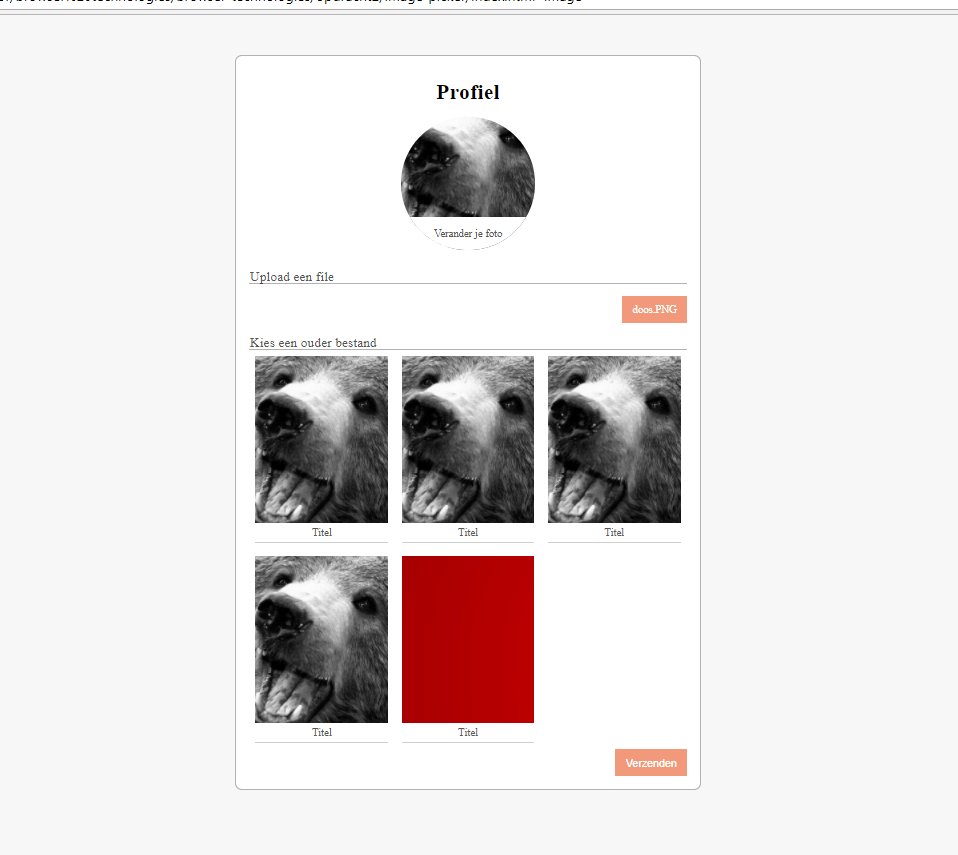 Profiel
Verander je foto
Upload een file
doos.PNG
Kies een ouder bestand
Titel Titel Titel
Titel Titel
Verzenden